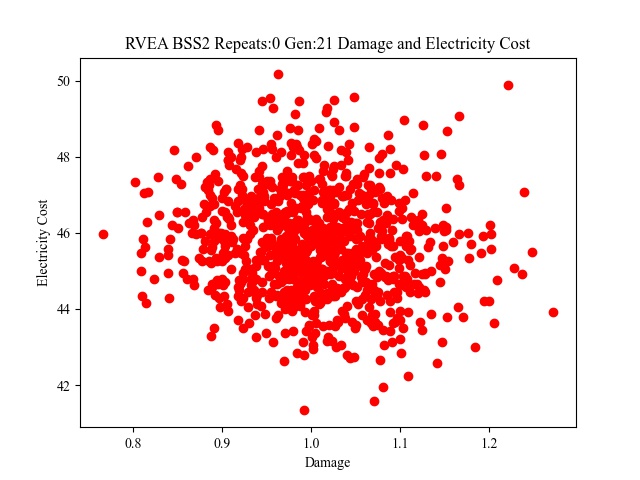 RVEA BSS2 Repeats:0 Gen:21 Damage and Electricity Cost
50
48
46
44
42
Electricity Cost
0.8 0.9 1.0 1.1 1.2
Damage